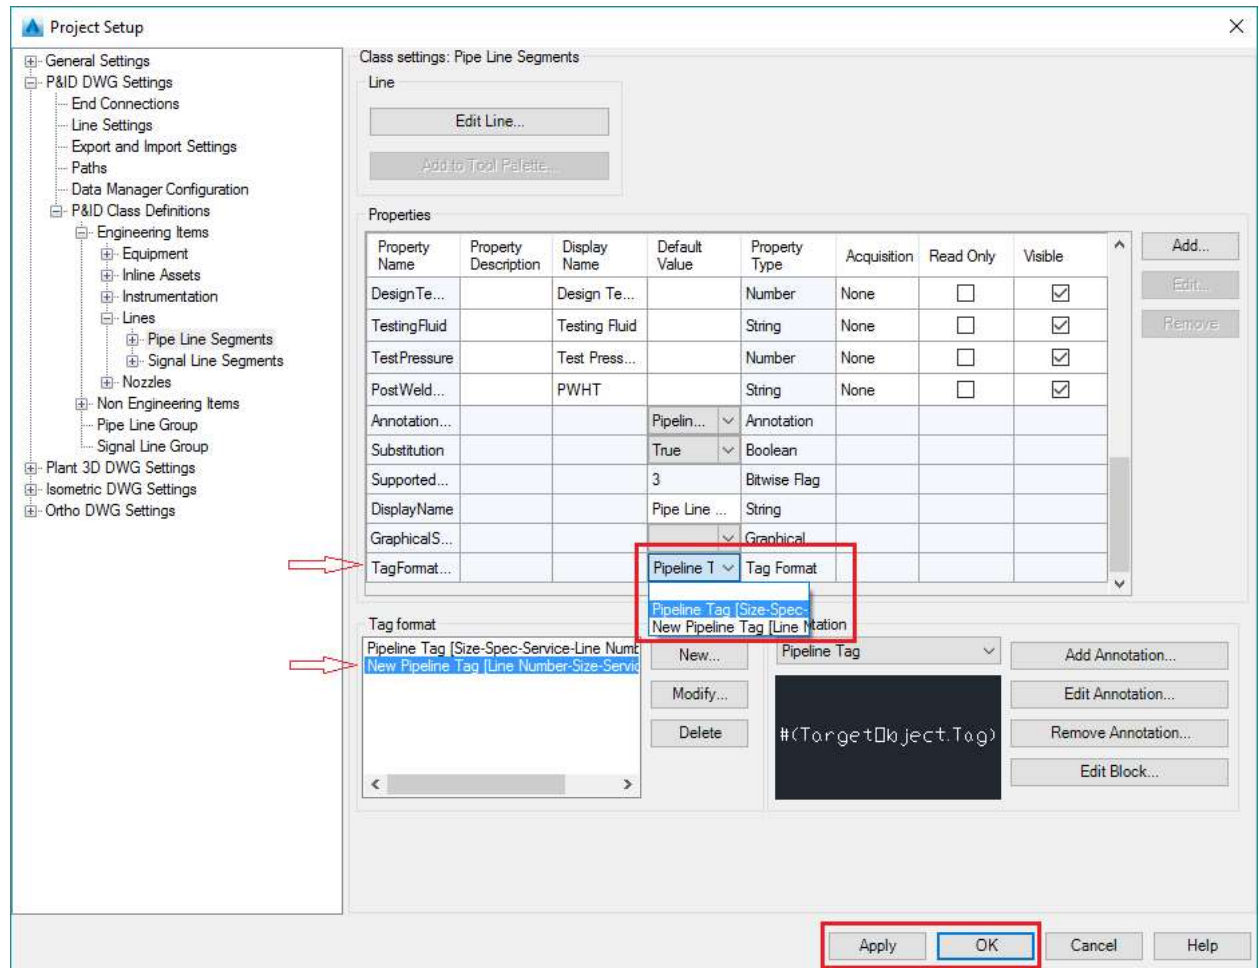 Project Setup
General Settings
P&ID DWG Settings
End Connections
Line Settings
Export and Import Settings
Paths
Data Manager Configuration
P&ID Class Definitions
Engineering Items
Equipment
Inline Assets
Instrumentation
Lines
Pipe Line Segments
Signal Line Segments
Nozzles
Non Engineering Items
Pipe Line Group
Signal Line Group
Plant 3D DWG Settings
Isometric DWG Settings
Ortho DWG Settings
Class settings: Pipe Line Segments
Line
Edit Line...
Add to Tool Palette...
Properties
Property Name Property Description Display Name Default Value Property Type Acquisition Read Only Visible
DesignTe... Design Te... Number None
TestingFluid Testing Fluid String None
TestPressure Test Press... Number None
PostWeld... PWHT String None
Annotation... Pipelin... Annotation
Substitution True Boolean
Supported... 3 Bitwise Flag
DisplayName Pipe Line ... String
GraphicalS... Graphical
TagFormat... Pipeline T Tag Format
Pipeline Tag [Size-Spec-
New Pipeline Tag [Line N
Add...
Edit...
Remove
Tag format
Pipeline Tag [Size-Spec-Service-Line Numb
New Pipeline Tag [Line Number-Size-Servic
New...
Modify...
Delete
tation
Pipeline Tag
#(TargetObject.Tag)
Add Annotation...
Edit Annotation...
Remove Annotation...
Edit Block...
Apply OK Cancel Help